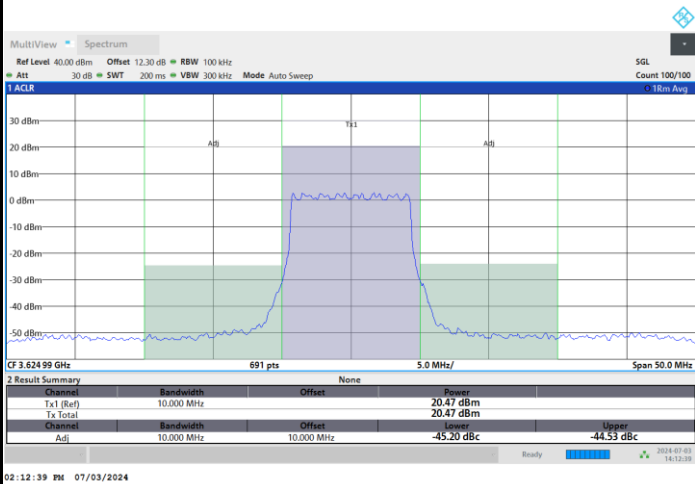 MultiView Spectrum
Ref Level 40.00 dBm Offset 12.30 dB RBW 100 kHz SGL
Att 30 dB SWT 200 ms VBW 300 kHz Mode Auto Sweep Count 100/100
1 ACLR 1Rm Avg
30 dBm
Tx1
20 dBm Adj Adj
10 dBm
0 dBm
-10 dBm
-20 dBm
-30 dBm
-40 dBm
-50 dBm
CF 3.624 99 GHz 691 pts 5.0 MHz/ Span 50.0 MHz
2 Result Summary None
Channel Bandwidth Offset Power
Tx1 (Ref) 10.000 MHz 20.47 dBm
Tx Total 20.47 dBm
Channel Bandwidth Offset Lower Upper
Adj 10.000 MHz 10.000 MHz -45.20 dBc -44.53 dBc
Ready 2024-07-03
14:12:39
02:12:39 PM 07/03/2024